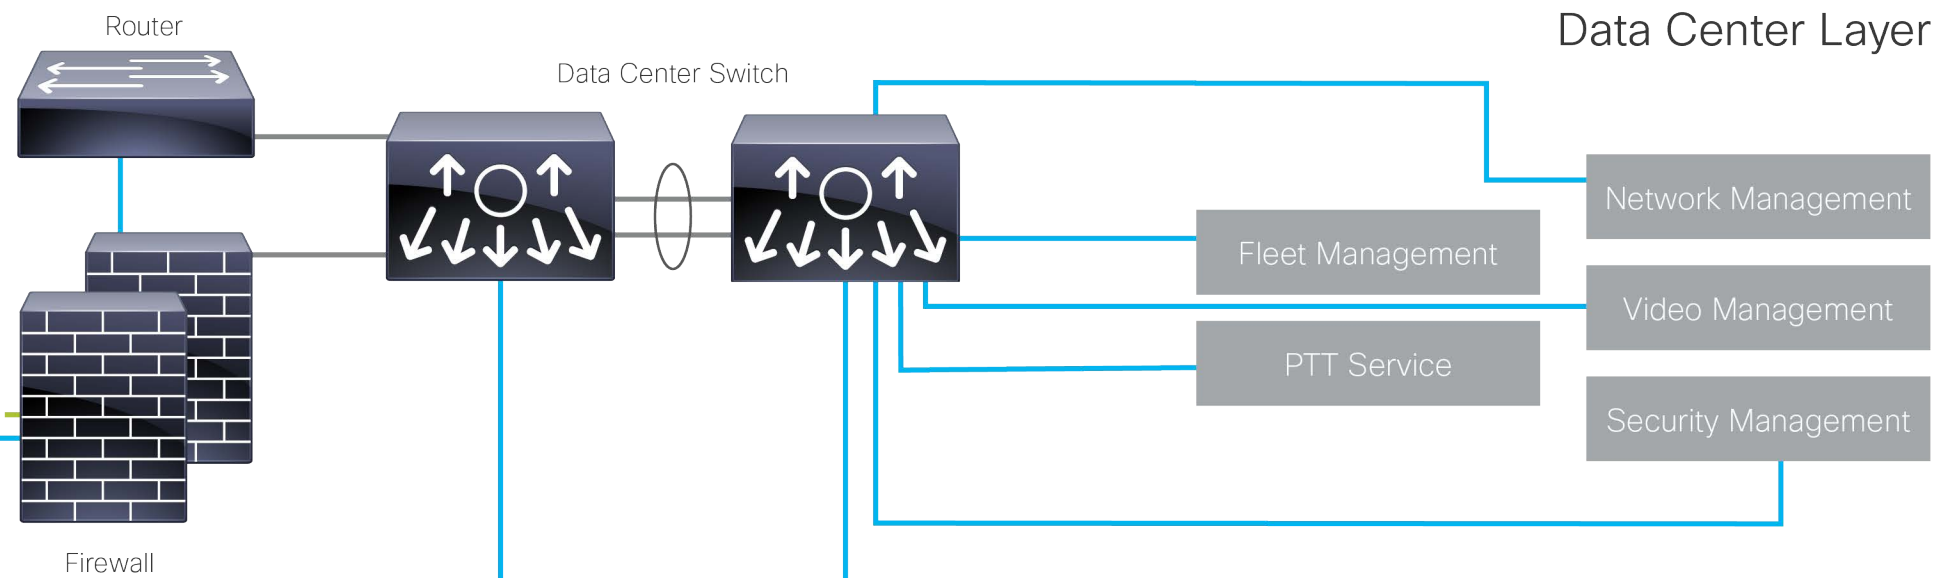 Router
Data Center Layer
Data Center Switch
Network Management
Fleet Management
Video Management
PTT Service
Security Management
Firewall